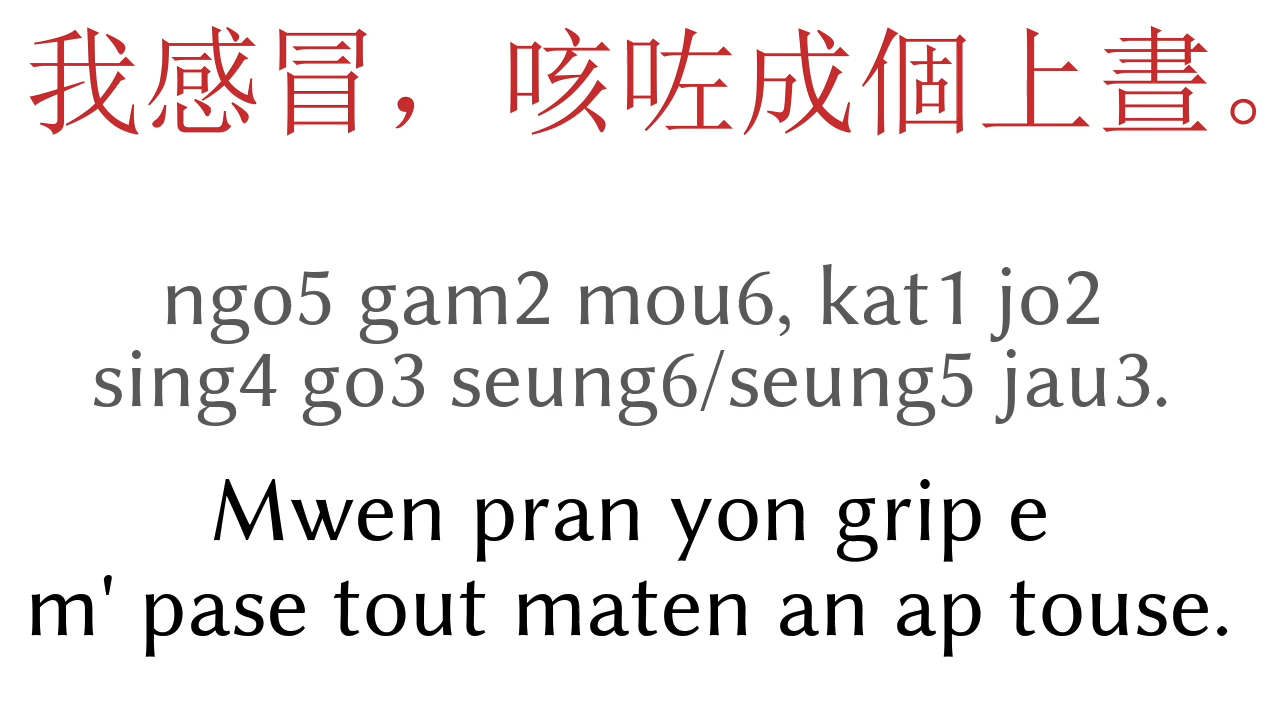 我感冒，咳咗成個上晝。
ngo5 gam2 mou6, kat1 jo2
sing4 go3 seung6/seung5 jau3.
Mwen pran yon grip e
m' pase tout maten an ap touse.